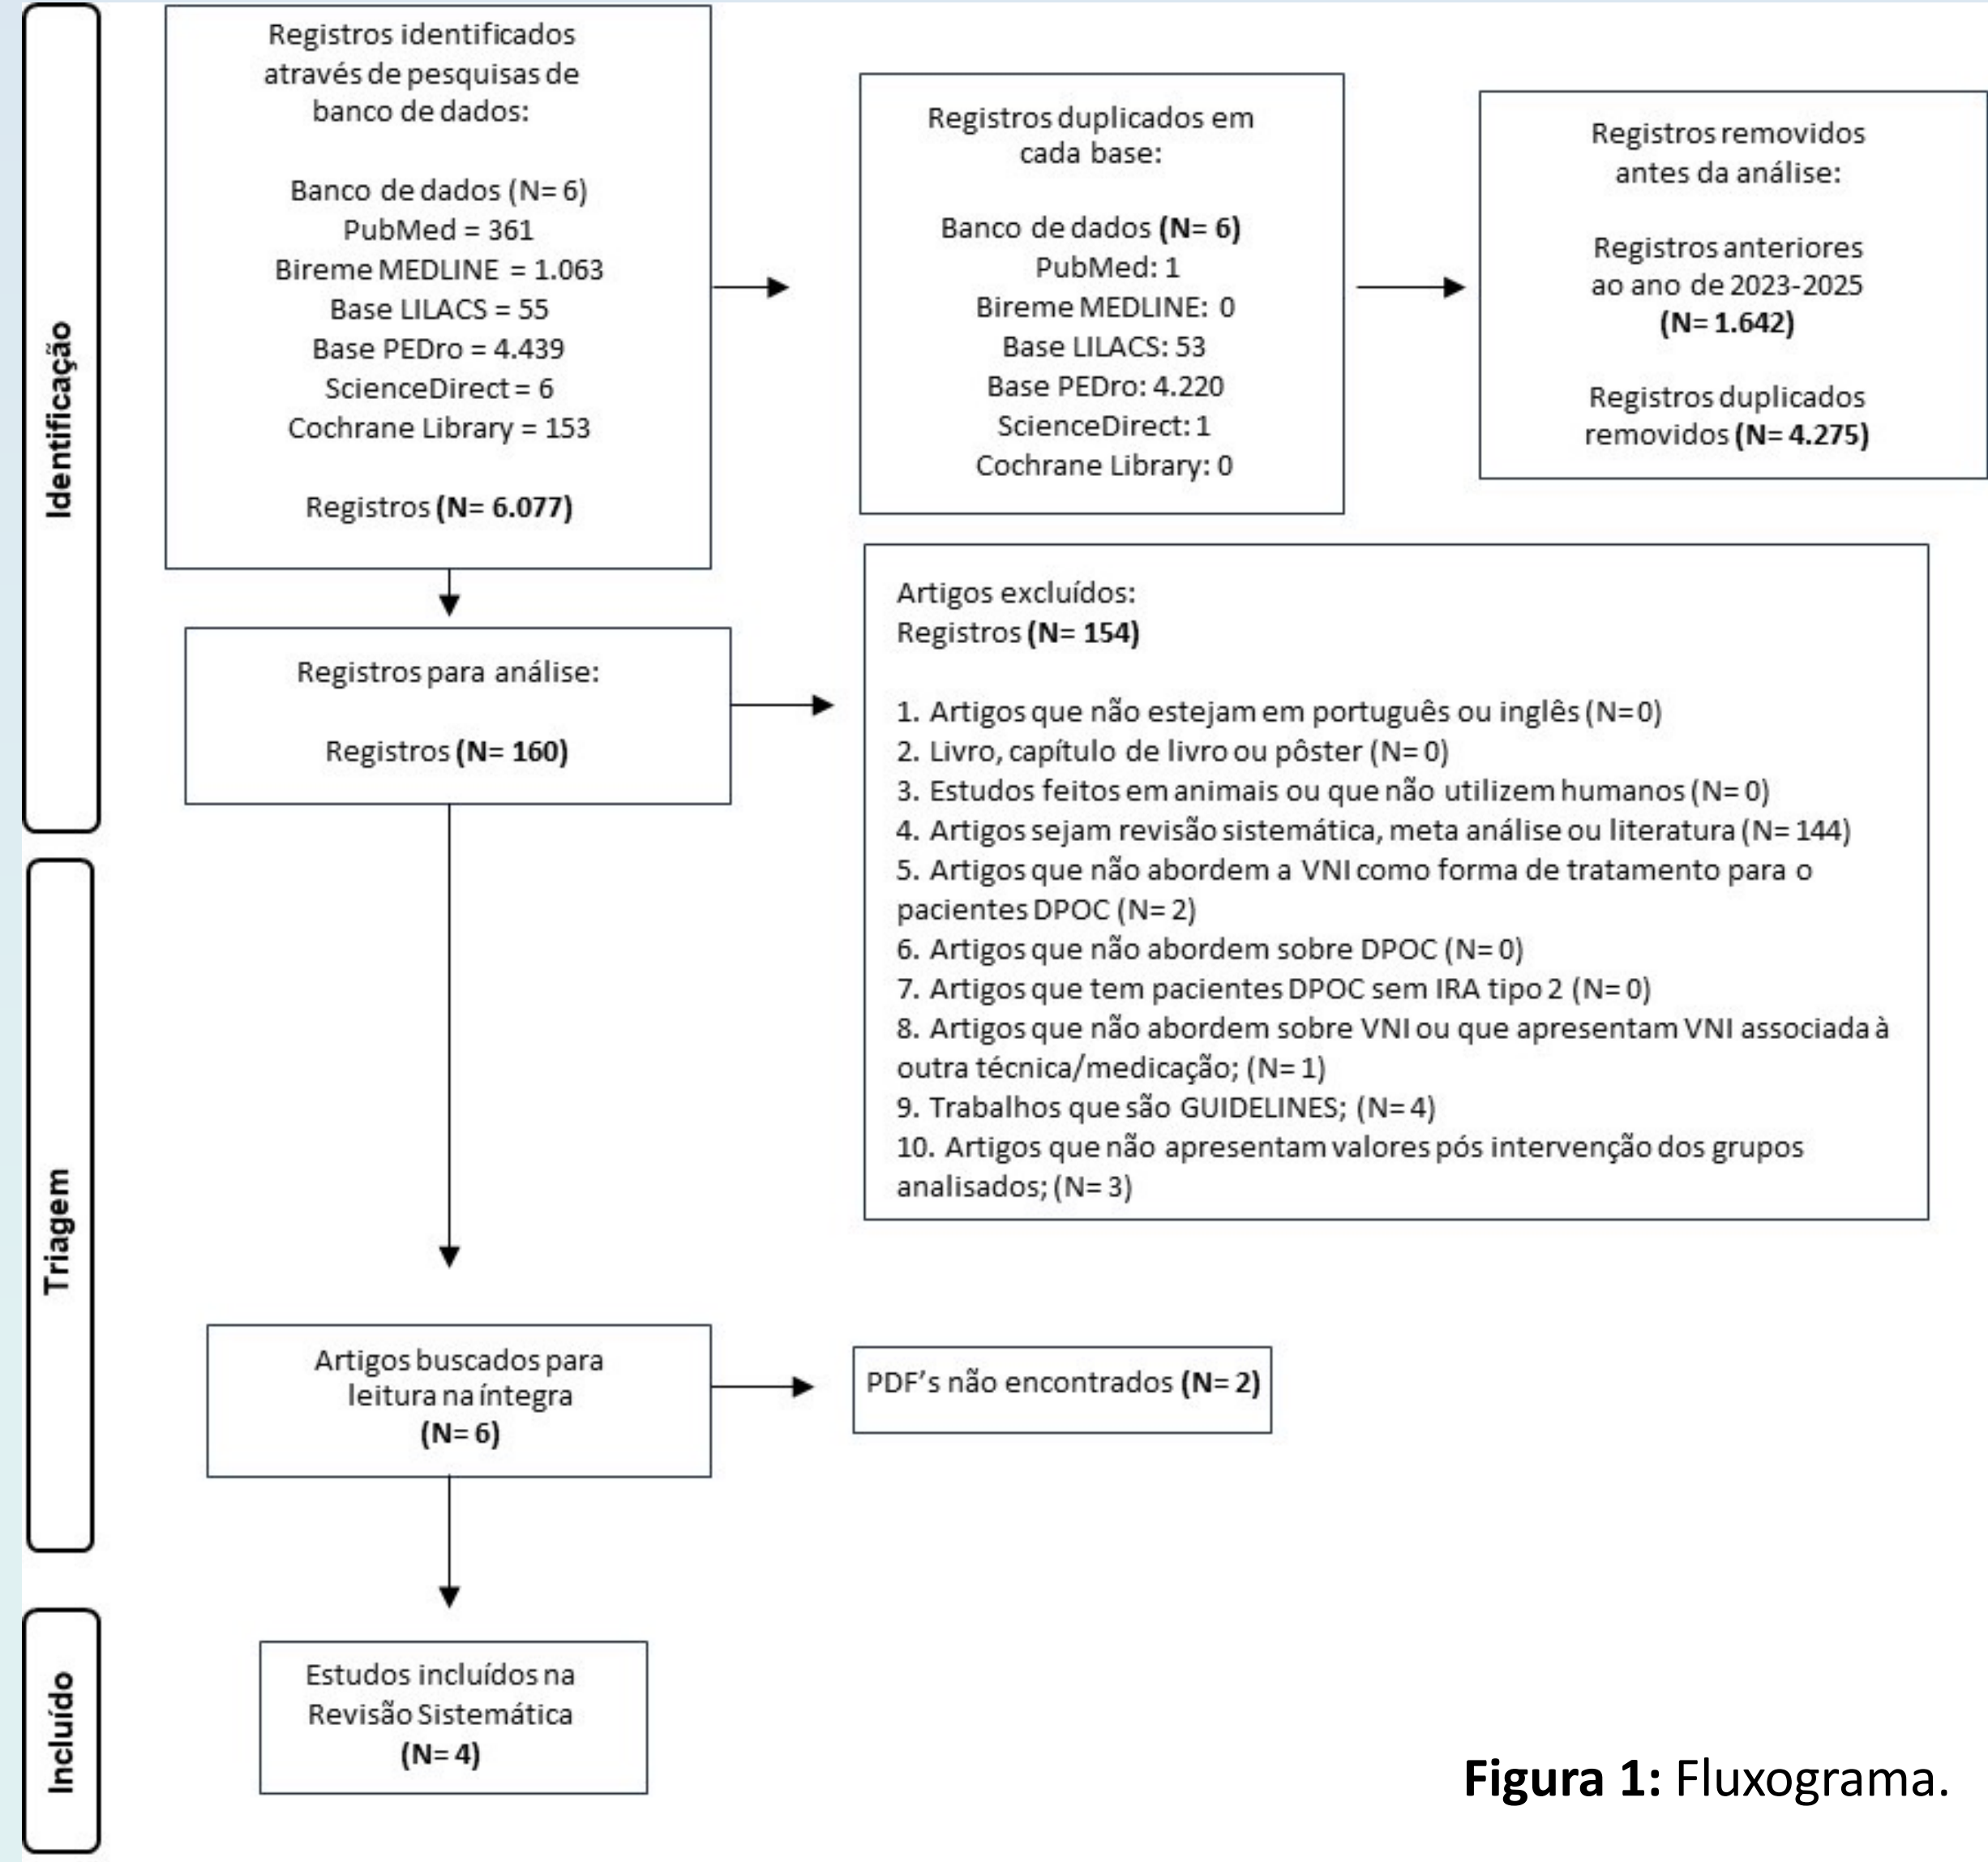 Identificação
Registros identificados
através de pesquisas de
banco de dados:
Banco de dados (N= 6)
PubMed = 361
Bireme MEDLINE = 1.063
Base LILACS = 55
Base PEDro = 4.439
ScienceDirect = 6
Cochrane Library = 153
Registros (N= 6.077)
Registros duplicados em
cada base:
Banco de dados (N= 6)
PubMed: 1
Bireme MEDLINE: 0
Base LILACS: 53
Base PEDro: 4.220
ScienceDirect: 1
Cochrane Library: 0
Registros removidos
antes da análise:
Registros anteriores
ao ano de 2023-2025
(N= 1.642)
Registros duplicados
removidos (N= 4.275)
Registros para análise:
Registros (N= 160)
Artigos excluídos:
Registros (N= 154)
1. Artigos que não estejam em português ou inglês (N=0)
2. Livro, capítulo de livro ou pôster (N= 0)
3. Estudos feitos em animais ou que não utilizem humanos (N= 0)
4. Artigos sejam revisão sistemática, meta análise ou literatura (N= 144)
5. Artigos que não abordem a VNI como forma de tratamento para o
pacientes DPOC (N= 2)
6. Artigos que não abordem sobre DPOC (N= 0)
7. Artigos que tem pacientes DPOC sem IRA tipo 2 (N= 0)
8. Artigos que não abordem sobre VNI ou que apresentam VNI associada à
outra técnica/medicação; (N= 1)
9. Trabalhos que são GUIDELINES; (N= 4)
10. Artigos que não apresentam valores pós intervenção dos grupos
analisados; (N= 3)
Triagem
Artigos buscados para
leitura na íntegra
(N= 6)
PDF's não encontrados (N= 2)
Incluído
Estudos incluídos na
Revisão Sistemática
(N= 4)
Figura 1: Fluxograma.